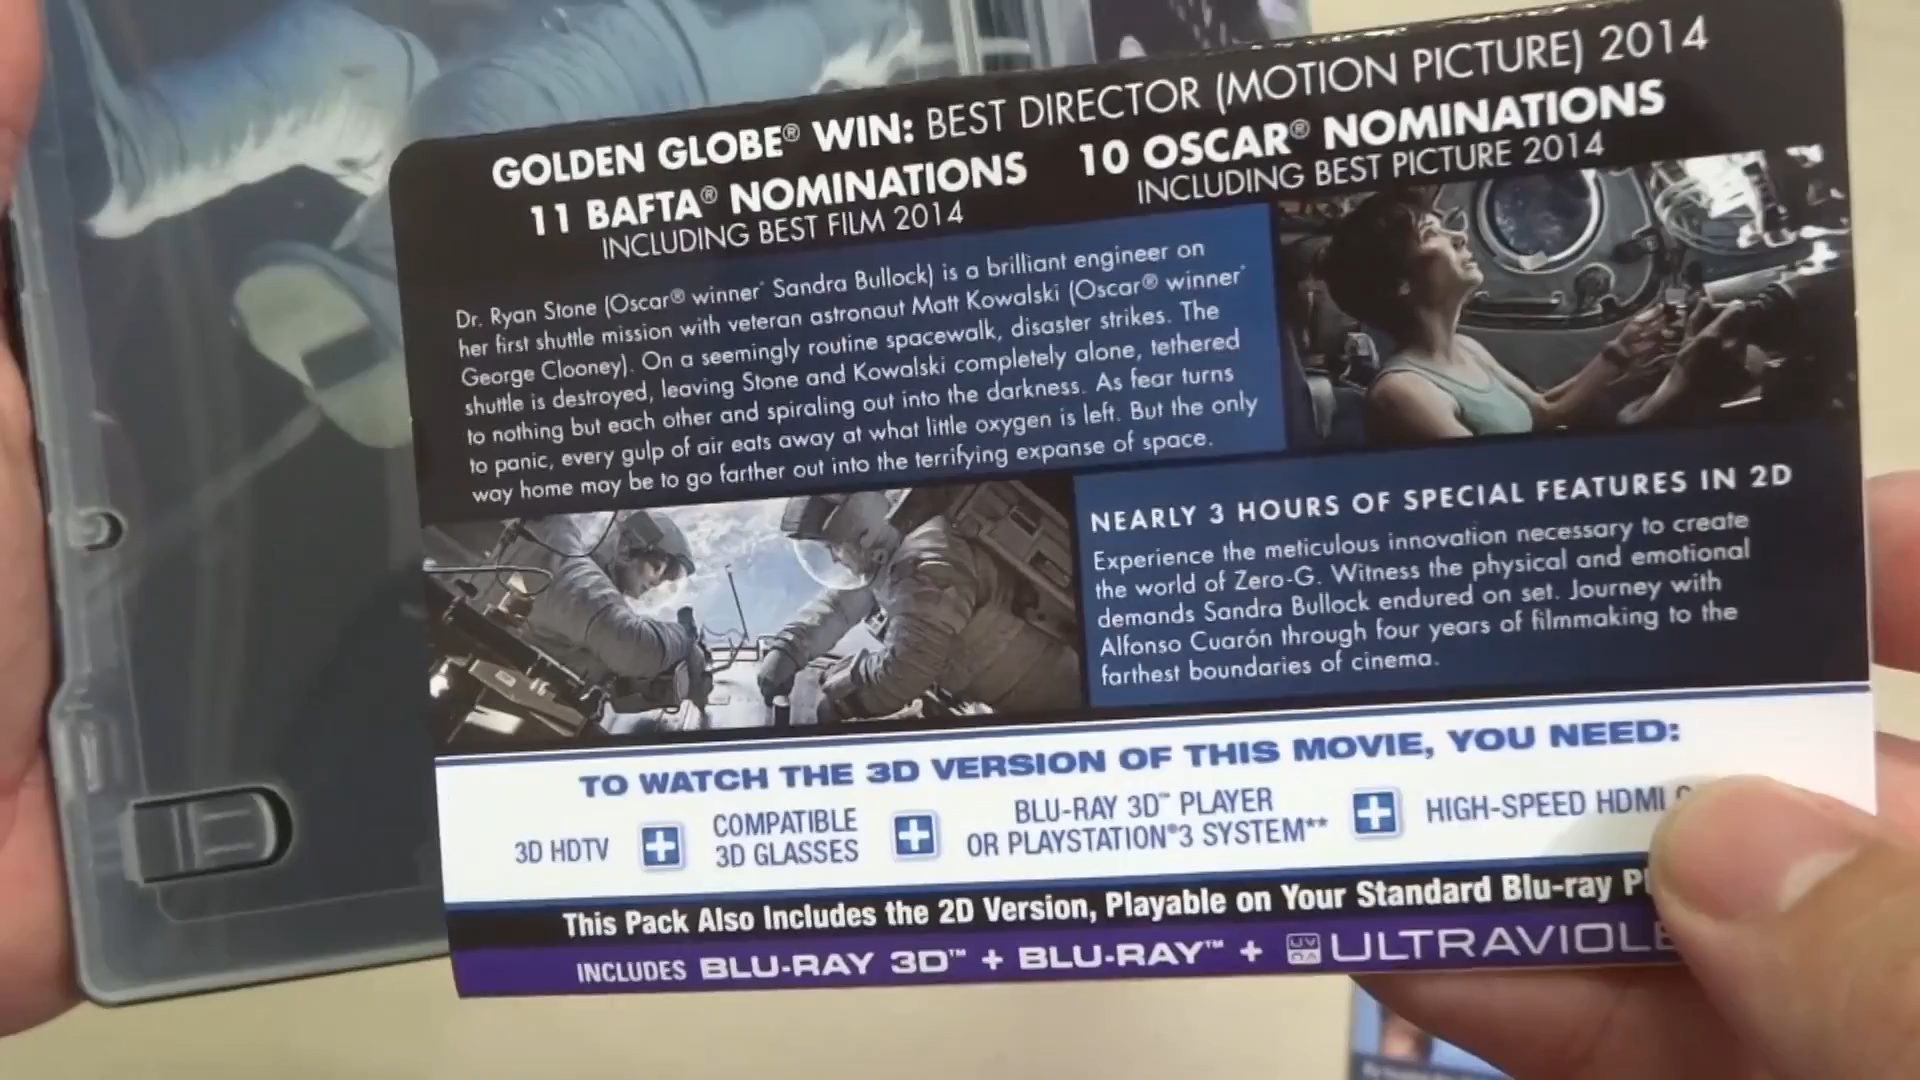 GOLDEN GLOBE® WIN: BEST DIRECTOR (MOTION PICTURE) 2014
11 BAFTA® NOMINATIONS
INCLUDING BEST FILM 2014
10 OSCAR® NOMINATIONS
INCLUDING BEST PICTURE 2014
Dr. Ryan Stone (Oscar® winner* Sandra Bullock) is a brilliant engineer on
her first shuttle mission with veteran astronaut Matt Kowalski (Oscar® winner*
George Clooney). On a seemingly routine spacewalk, disaster strikes. The
shuttle is destroyed, leaving Stone and Kowalski completely alone, tethered
to nothing but each other and spiraling out into the darkness. As fear turns
to panic, every gulp of air eats away at what little oxygen is left. But the only
way home may be to go farther out into the terrifying expanse of space.
NEARLY 3 HOURS OF SPECIAL FEATURES IN 2D
Experience the meticulous innovation necessary to create
the world of Zero-G. Witness the physical and emotional
demands Sandra Bullock endured on set. Journey with
Alfonso Cuarón through four years of filmmaking to the
farthest boundaries of cinema.
TO WATCH THE 3D VERSION OF THIS MOVIE, YOU NEED:
3D HDTV + COMPATIBLE
3D GLASSES + BLU-RAY 3D™ PLAYER
OR PLAYSTATION®3 SYSTEM** + HIGH-SPEED HDMI
This Pack Also Includes the 2D Version, Playable on Your Standard Blu-ray
INCLUDES BLU-RAY 3D™ + BLU-RAY™ + UV ULTRAVIOLE